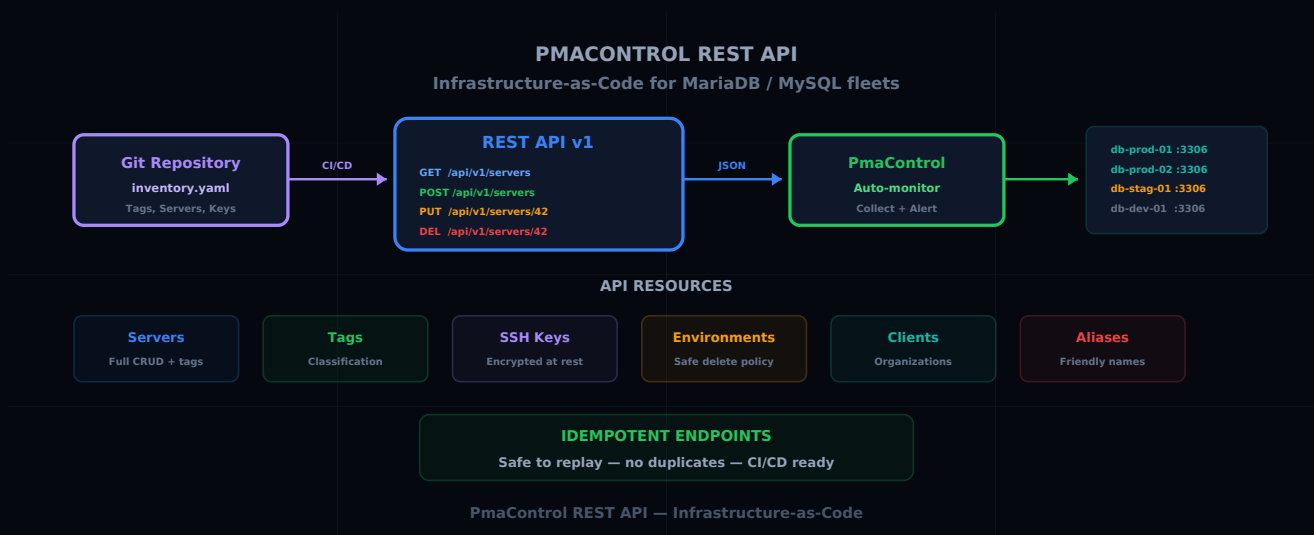 PMACONTROL REST API
Infrastructure-as-Code for MariaDB / MySQL fleets
Git Repository
inventory.yaml
Tags, Servers, Keys
CI/CD
REST API v1
GET /api/v1/servers
POST /api/v1/servers
PUT /api/v1/servers/42
DEL /api/v1/servers/42
JSON
PmaControl
Auto-monitor
Collect + Alert
db-prod-01 :3306
db-prod-02 :3306
db-stag-01 :3306
db-dev-01 :3306
API RESOURCES
Servers
Full CRUD + tags
Tags
Classification
SSH Keys
Encrypted at rest
Environments
Safe delete policy
Clients
Organizations
Aliases
Friendly names
IDEMPOTENT ENDPOINTS
Safe to replay — no duplicates — CI/CD ready
PmaControl REST API — Infrastructure-as-Code